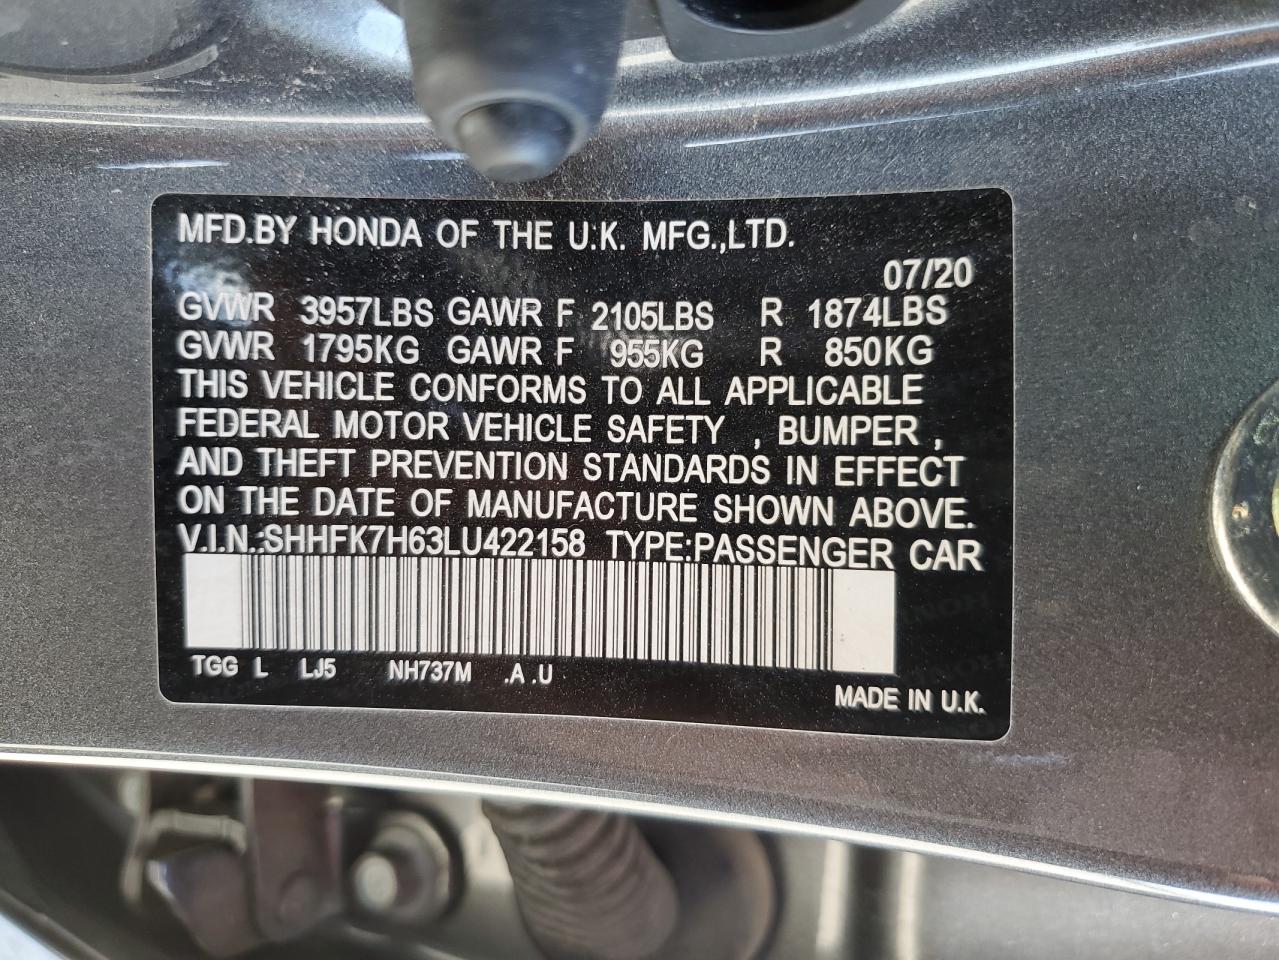 MFD.BY HONDA OF THE U.K. MFG.,LTD.
07/20
GVWR 3957LBS GAWR F 2105LBS R 1874LBS
GVWR 1795KG GAWR F 955KG R 850KG
THIS VEHICLE CONFORMS TO ALL APPLICABLE
FEDERAL MOTOR VEHICLE SAFETY , BUMPER ,
AND THEFT PREVENTION STANDARDS IN EFFECT
ON THE DATE OF MANUFACTURE SHOWN ABOVE.
V.I.N.:SHHFK7H63LU422158 TYPE:PASSENGER CAR
TGG L LJ5 NH737M .A .U
MADE IN U.K.